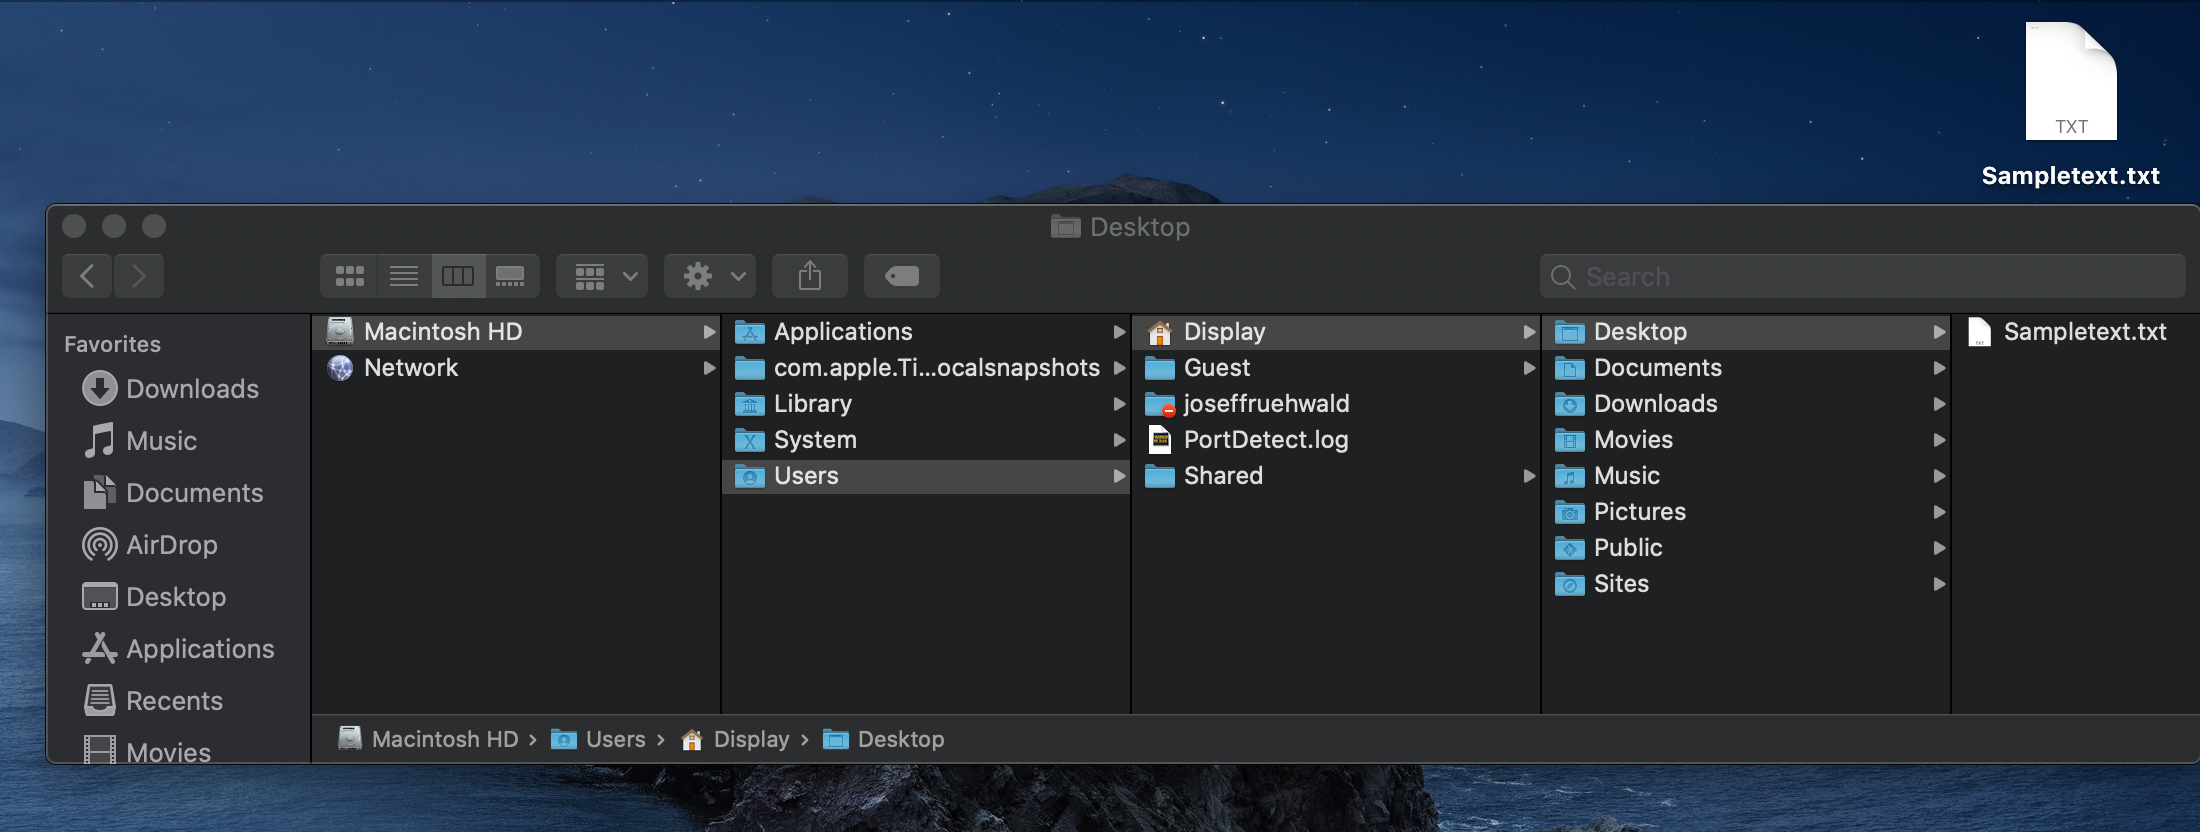 TXT
Sampletext.txt
Desktop
Search
Favorites
Downloads
Music
Documents
AirDrop
Desktop
Applications
Recents
Movies
Macintosh HD
Network
Applications
com.apple.Ti...ocalsnapshots
Library
System
Users
Display
Guest
joseffruehwald
PortDetect.log
Shared
Desktop
Documents
Downloads
Movies
Music
Pictures
Public
Sites
Sampletext.txt
Macintosh HD › Users › Display › Desktop